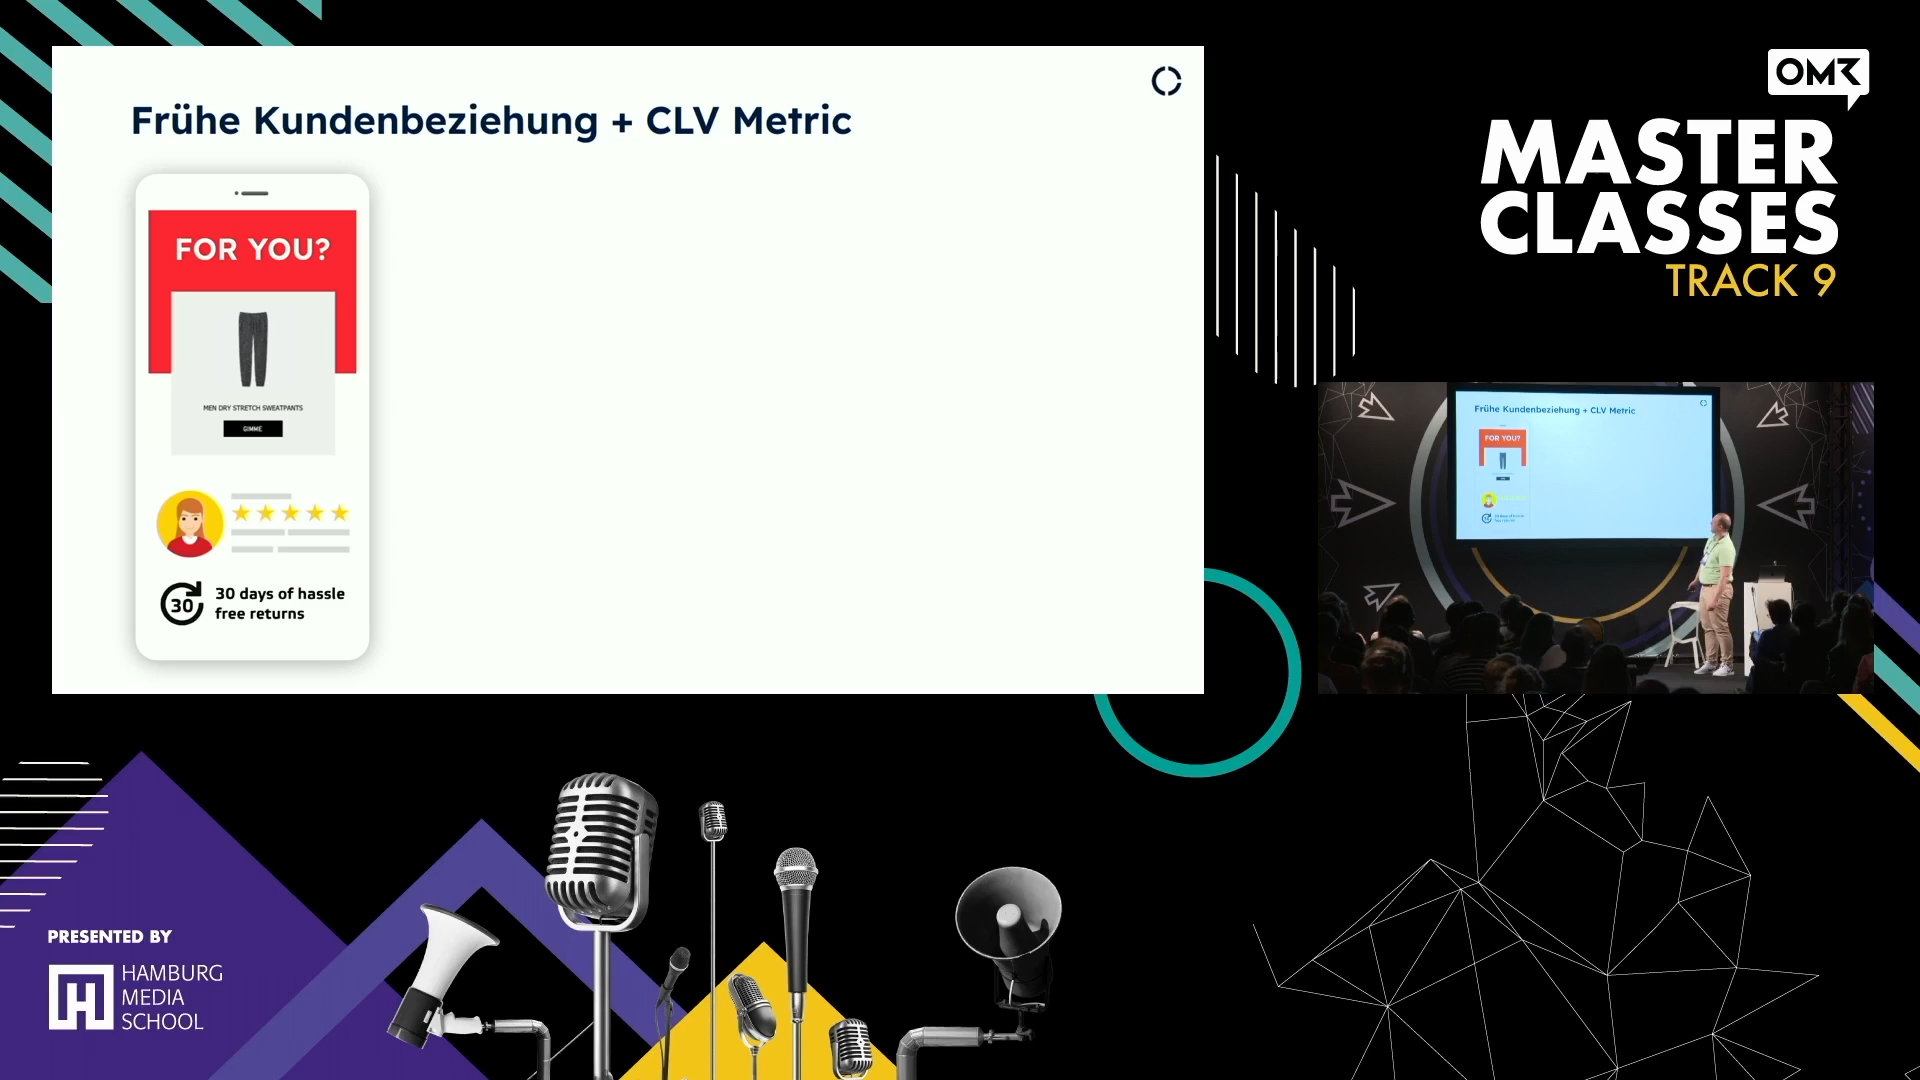 Frühe Kundenbeziehung + CLV Metric
FOR YOU?
MEN DRY STRETCH SWEATPANTS
GIMME
30
30 days of hassle
free returns
OMR
MASTER
CLASSES
TRACK 9
Frühe Kundenbeziehung + CLV Metric
FOR YOU?
PRESENTED BY
HAMBURG
MEDIA
SCHOOL